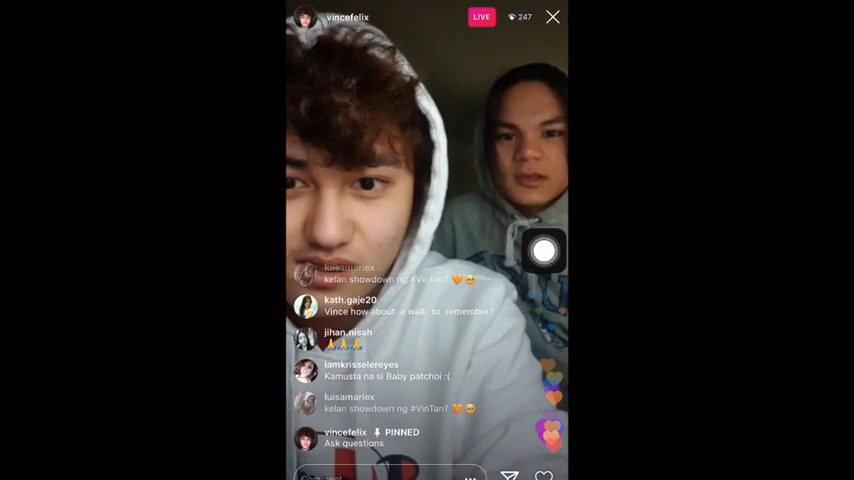 vincefelix
LIVE
247
luisamariex
kelan showdown ng #VinTan? 🧡🥺
kath.gaje20
Vince how about a walk to remember?
jihan.nisah
🙏🙏🙏
iamkrisselereyes
Kamusta na si Baby patchoi :(
luisamariex
kelan showdown ng #VinTan? 🧡🥺
vincefelix PINNED
Ask questions
Comment